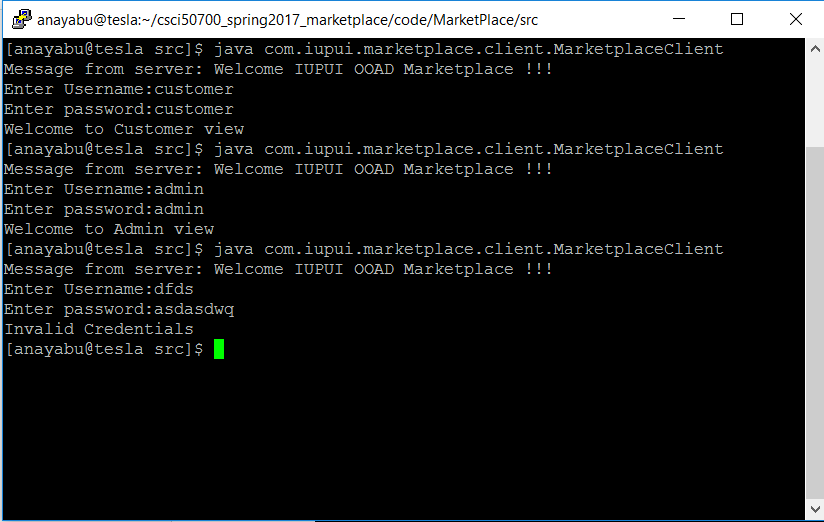 anayabu@tesla:~/csci50700_spring2017_marketplace/code/MarketPlace/src
[anayabu@tesla src]$ java com.iupui.marketplace.client.MarketplaceClient
Message from server: Welcome IUPUI OOAD Marketplace !!!
Enter Username:customer
Enter password:customer
Welcome to Customer view
[anayabu@tesla src]$ java com.iupui.marketplace.client.MarketplaceClient
Message from server: Welcome IUPUI OOAD Marketplace !!!
Enter Username:admin
Enter password:admin
Welcome to Admin view
[anayabu@tesla src]$ java com.iupui.marketplace.client.MarketplaceClient
Message from server: Welcome IUPUI OOAD Marketplace !!!
Enter Username:dfds
Enter password:asdasdwq
Invalid Credentials
[anayabu@tesla src]$